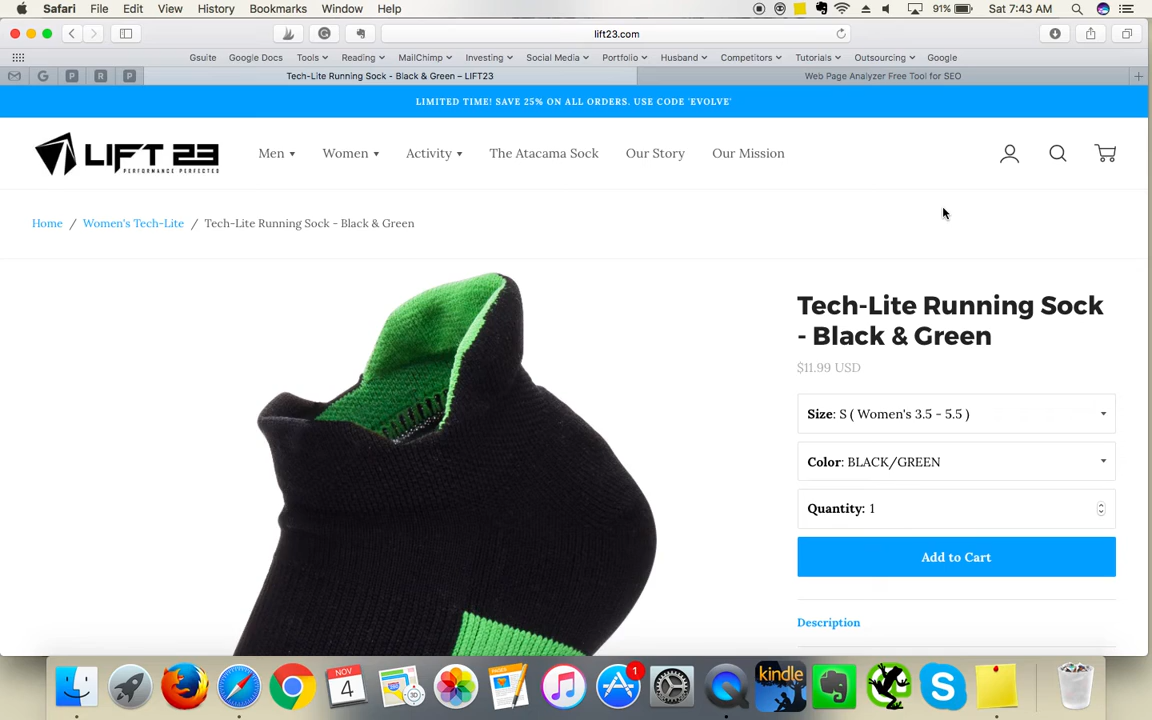 Safari File Edit View History Bookmarks Window Help 91% Sat 7:43 AM
lift23.com
Gsuite Google Docs Tools Reading MailChimp Investing Social Media Portfolio Husband Competitors Tutorials Outsourcing Google
G P R P Tech-Lite Running Sock - Black & Green – LIFT23 Web Page Analyzer Free Tool for SEO
LIMITED TIME! SAVE 25% ON ALL ORDERS. USE CODE 'EVOLVE'
LIFT 23
PERFORMANCE PERFECTED
Men Women Activity The Atacama Sock Our Story Our Mission
Home / Women's Tech-Lite / Tech-Lite Running Sock - Black & Green
Tech-Lite Running Sock
- Black & Green
$11.99 USD
Size: S ( Women's 3.5 - 5.5 )
Color: BLACK/GREEN
Quantity: 1
Add to Cart
Description
NOV
4
3D
PAGES
1
kindle
S